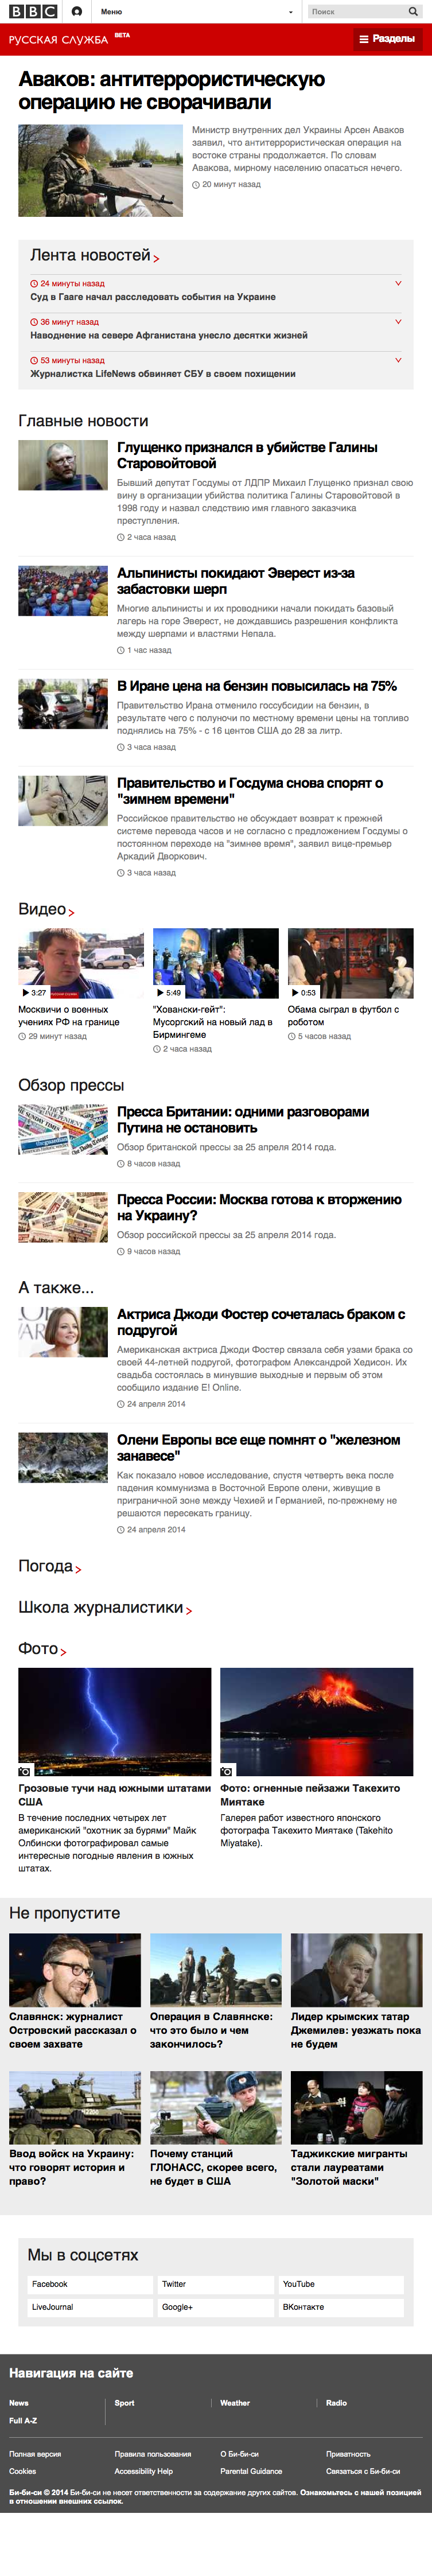 BBC
Меню
Поиск
РУССКАЯ СЛУЖБА BETA
Разделы
Аваков: антитеррористическую
операцию не сворачивали
Министр внутренних дел Украины Арсен Аваков
заявил, что антитеррористическая операция на
востоке страны продолжается. По словам
Авакова, мирному населению опасаться нечего.
20 минут назад
Лента новостей
24 минуты назад
Суд в Гааге начал расследовать события на Украине
36 минут назад
Наводнение на севере Афганистана унесло десятки жизней
53 минуты назад
Журналистка LifeNews обвиняет СБУ в своем похищении
Главные новости
Глущенко признался в убийстве Галины
Старовойтовой
Бывший депутат Госдумы от ЛДПР Михаил Глущенко признал свою
вину в организации убийства политика Галины Старовойтовой в
1998 году и назвал следствию имя главного заказчика
преступления.
2 часа назад
Альпинисты покидают Эверест из-за
забастовки шерп
Многие альпинисты и их проводники начали покидать базовый
лагерь на горе Эверест, не дождавшись разрешения конфликта
между шерпами и властями Непала.
1 час назад
В Иране цена на бензин повысилась на 75%
Правительство Ирана отменило госсубсидии на бензин, в
результате чего с полуночи по местному времени цены на топливо
поднялись на 75% - с 16 центов США до 28 за литр.
3 часа назад
Правительство и Госдума снова спорят о
"зимнем времени"
Российское правительство не обсуждает возврат к прежней
системе перевода часов и не согласно с предложением Госдумы о
постоянном переходе на "зимнее время", заявил вице-премьер
Аркадий Дворкович.
3 часа назад
Видео
3:27
5:49
0:53
Москвичи о военных
учениях РФ на границе
29 минут назад
"Ховански-гейт":
Мусоргский на новый лад в
Бирмингеме
2 часа назад
Обама сыграл в футбол с
роботом
5 часов назад
Обзор прессы
Пресса Британии: одними разговорами
Путина не остановить
Обзор британской прессы за 25 апреля 2014 года.
8 часов назад
Пресса России: Москва готова к вторжению
на Украину?
Обзор российской прессы за 25 апреля 2014 года.
9 часов назад
А также...
Актриса Джоди Фостер сочеталась браком с
подругой
Американская актриса Джоди Фостер связала себя узами брака со
своей 44-летней подругой, фотографом Александрой Хедисон. Их
свадьба состоялась в минувшие выходные и первым об этом
сообщило издание E! Online.
24 апреля 2014
Олени Европы все еще помнят о "железном
занавесе"
Как показало новое исследование, спустя четверть века после
падения коммунизма в Восточной Европе олени, живущие в
приграничной зоне между Чехией и Германией, по-прежнему не
решаются пересекать границу.
24 апреля 2014
Погода
Школа журналистики
Фото
Грозовые тучи над южными штатами
США
В течение последних четырех лет
американский "охотник за бурями" Майк
Олбински фотографировал самые
интересные погодные явления в южных
штатах.
Фото: огненные пейзажи Такехито
Миятаке
Галерея работ известного японского
фотографа Такехито Миятаке (Takehito
Miyatake).
Не пропустите
Славянск: журналист
Островский рассказал о
своем захвате
Операция в Славянске:
что это было и чем
закончилось?
Лидер крымских татар
Джемилев: уезжать пока
не будем
Ввод войск на Украину:
что говорят история и
право?
Почему станций
ГЛОНАСС, скорее всего,
не будет в США
Таджикские мигранты
стали лауреатами
"Золотой маски"
Мы в соцсетях
Facebook
Twitter
YouTube
LiveJournal
Google+
ВКонтакте
Навигация на сайте
News
Sport
Weather
Radio
Full A-Z
Полная версия
Правила пользования
О Би-би-си
Приватность
Cookies
Accessibility Help
Parental Guidance
Связаться с Би-би-си
Би-би-си © 2014 Би-би-си не несет ответственности за содержание других сайтов. Ознакомьтесь с нашей позицией
в отношении внешних ссылок.